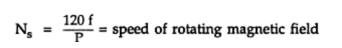 Nₛ = 120 f / P = speed of rotating magnetic field